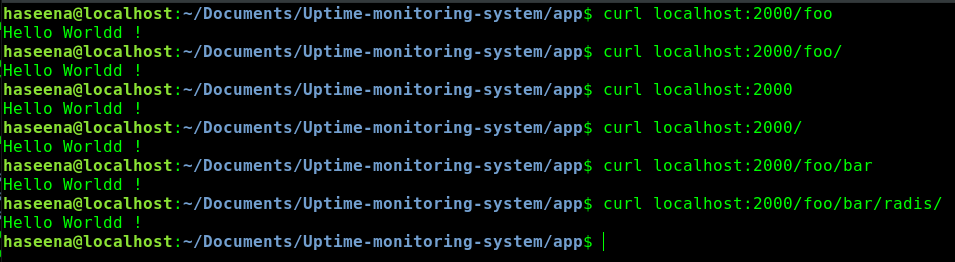 haseena@localhost:~/Documents/Uptime-monitoring-system/app$ curl localhost:2000/foo
Hello Worldd !
haseena@localhost:~/Documents/Uptime-monitoring-system/app$ curl localhost:2000/foo/
Hello Worldd !
haseena@localhost:~/Documents/Uptime-monitoring-system/app$ curl localhost:2000
Hello Worldd !
haseena@localhost:~/Documents/Uptime-monitoring-system/app$ curl localhost:2000/
Hello Worldd !
haseena@localhost:~/Documents/Uptime-monitoring-system/app$ curl localhost:2000/foo/bar
Hello Worldd !
haseena@localhost:~/Documents/Uptime-monitoring-system/app$ curl localhost:2000/foo/bar/radis/
Hello Worldd !
haseena@localhost:~/Documents/Uptime-monitoring-system/app$